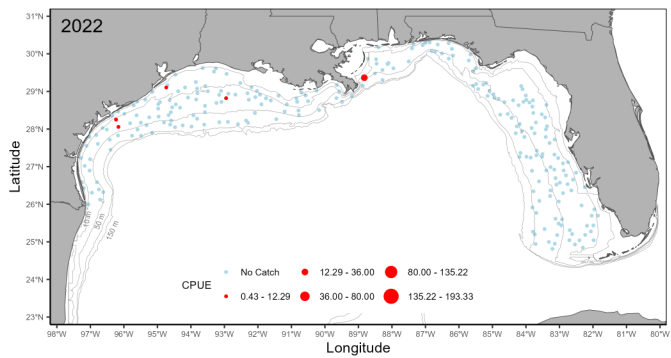 2022
31°N
30°N
29°N
28°N
27°N
26°N
25°N
24°N
23°N
Latitude
10 m
50 m
150 m
CPUE
No Catch
12.29 - 36.00
80.00 - 135.22
0.43 - 12.29
36.00 - 80.00
135.22 - 193.33
98°W 97°W 96°W 95°W 94°W 93°W 92°W 91°W 90°W 89°W 88°W 87°W 86°W 85°W 84°W 83°W 82°W 81°W 80°W
Longitude